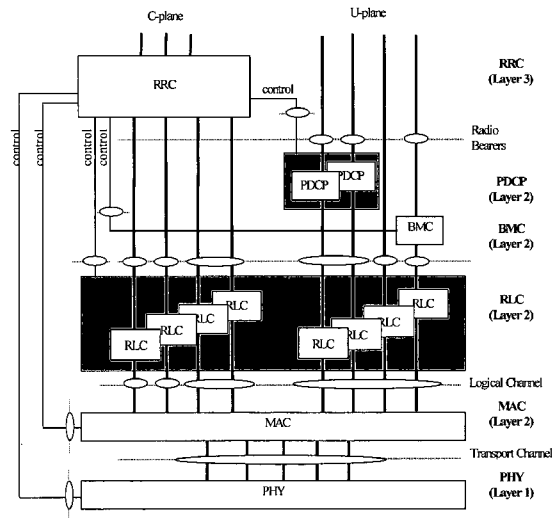 C-plane
U-plane
RRC
RRC
(Layer 3)
control
control
control
control
control
Radio
Bearers
PDCP
PDCP
PDCP
(Layer 2)
BMC
BMC
(Layer 2)
RLC
RLC
RLC
RLC
RLC
RLC
RLC
RLC
RLC
(Layer 2)
Logical Channel
MAC
MAC
(Layer 2)
Transport Channel
PHY
PHY
(Layer 1)